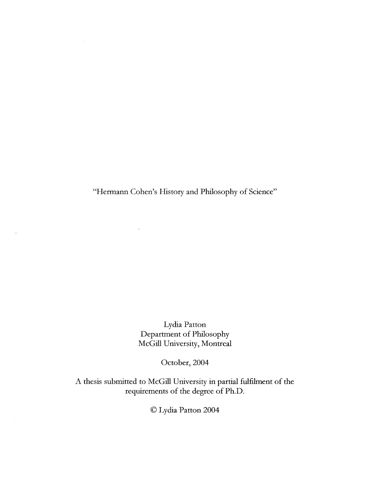 “Hermann Cohen's History and Philosophy of Science”
Lydia Patton
Department of Philosophy
McGill University, Montreal
October, 2004
A thesis submitted to McGill University in partial fulfilment of the
requirements of the degree of Ph.D.
© Lydia Patton 2004